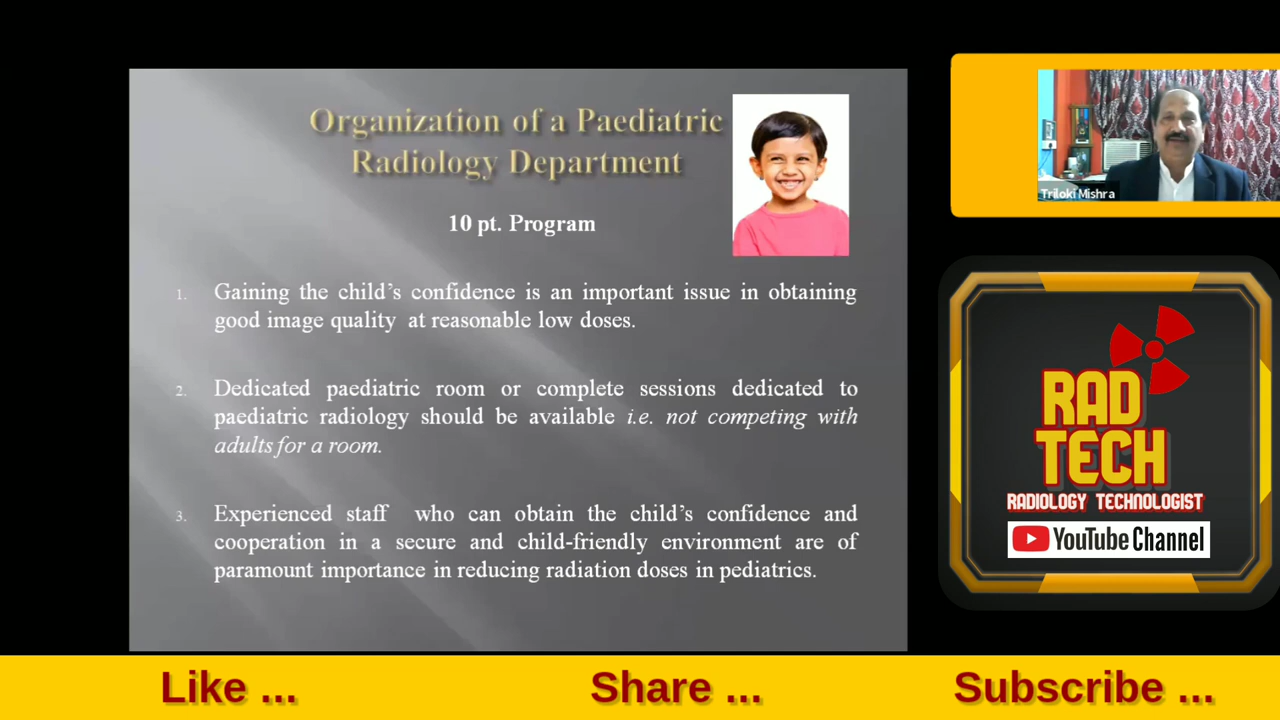 Organization of a Paediatric
Radiology Department
10 pt. Program
1. Gaining the child's confidence is an important issue in obtaining
good image quality at reasonable low doses.
2. Dedicated paediatric room or complete sessions dedicated to
paediatric radiology should be available i.e. not competing with
adults for a room.
3. Experienced staff who can obtain the child's confidence and
cooperation in a secure and child-friendly environment are of
paramount importance in reducing radiation doses in pediatrics.
Triloki Mishra
RAD
TECH
RADIOLOGY TECHNOLOGIST
YouTube Channel
Like ... Share ... Subscribe ...